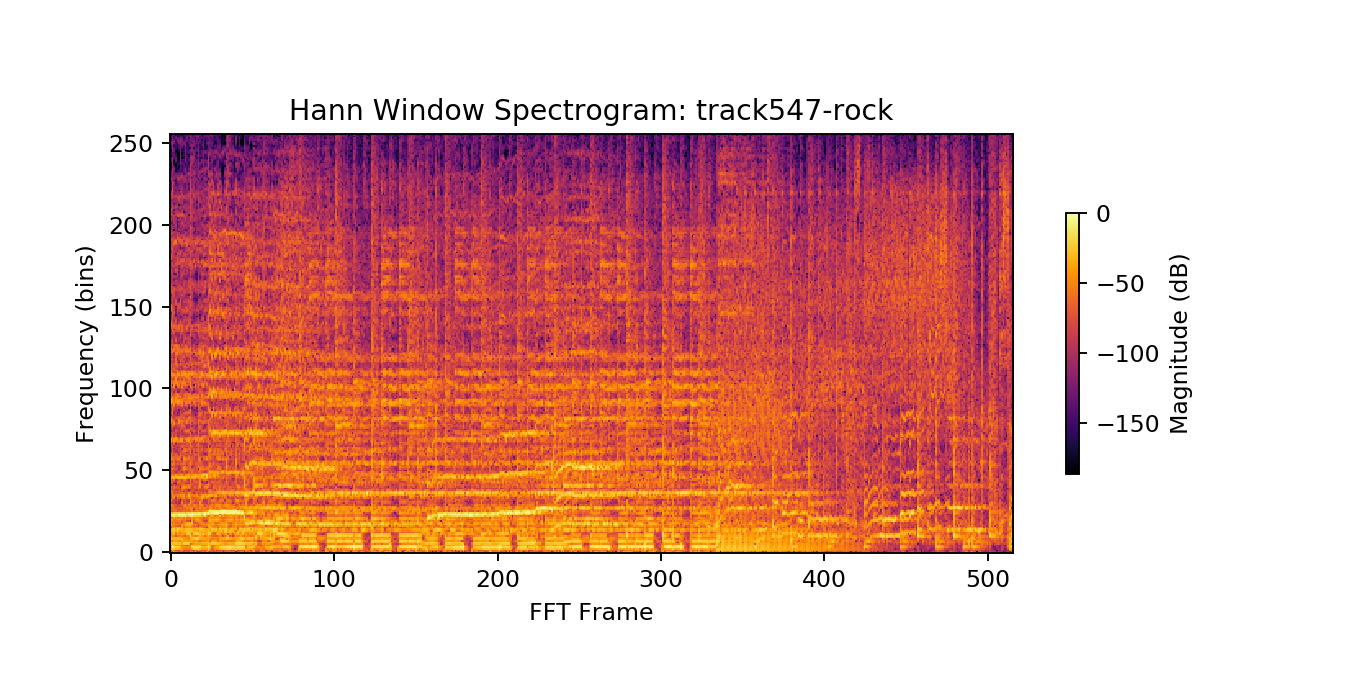 Hann Window Spectrogram: track547-rock
250
200
150
100
50
0
Frequency (bins)
0 100 200 300 400 500
FFT Frame
0
−50
−100
−150
Magnitude (dB)